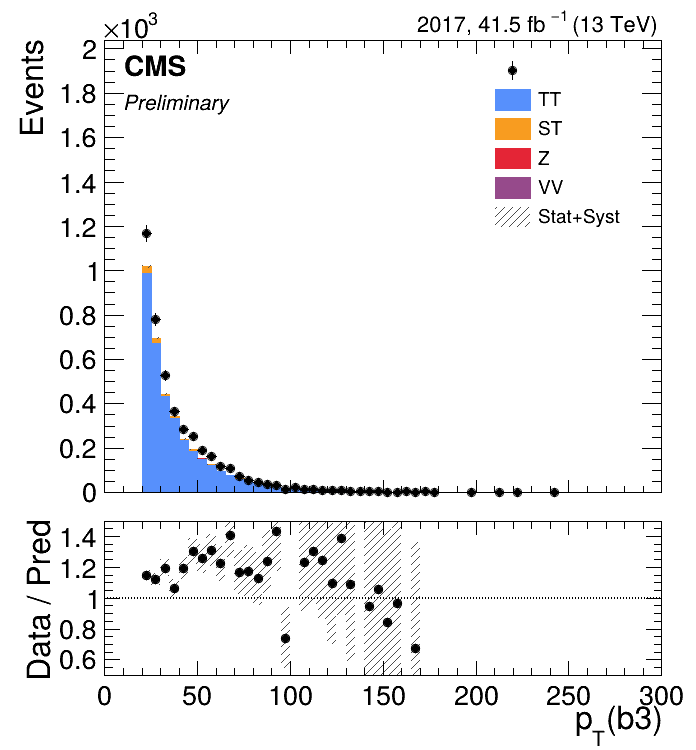 ×10³
2017, 41.5 fb⁻¹ (13 TeV)
Events
CMS
Preliminary
TT
ST
Z
VV
Stat+Syst
2
1.8
1.6
1.4
1.2
1
0.8
0.6
0.4
0.2
0
Data / Pred
1.4
1.2
1
0.8
0.6
0 50 100 150 200 250 300
p_T(b3)